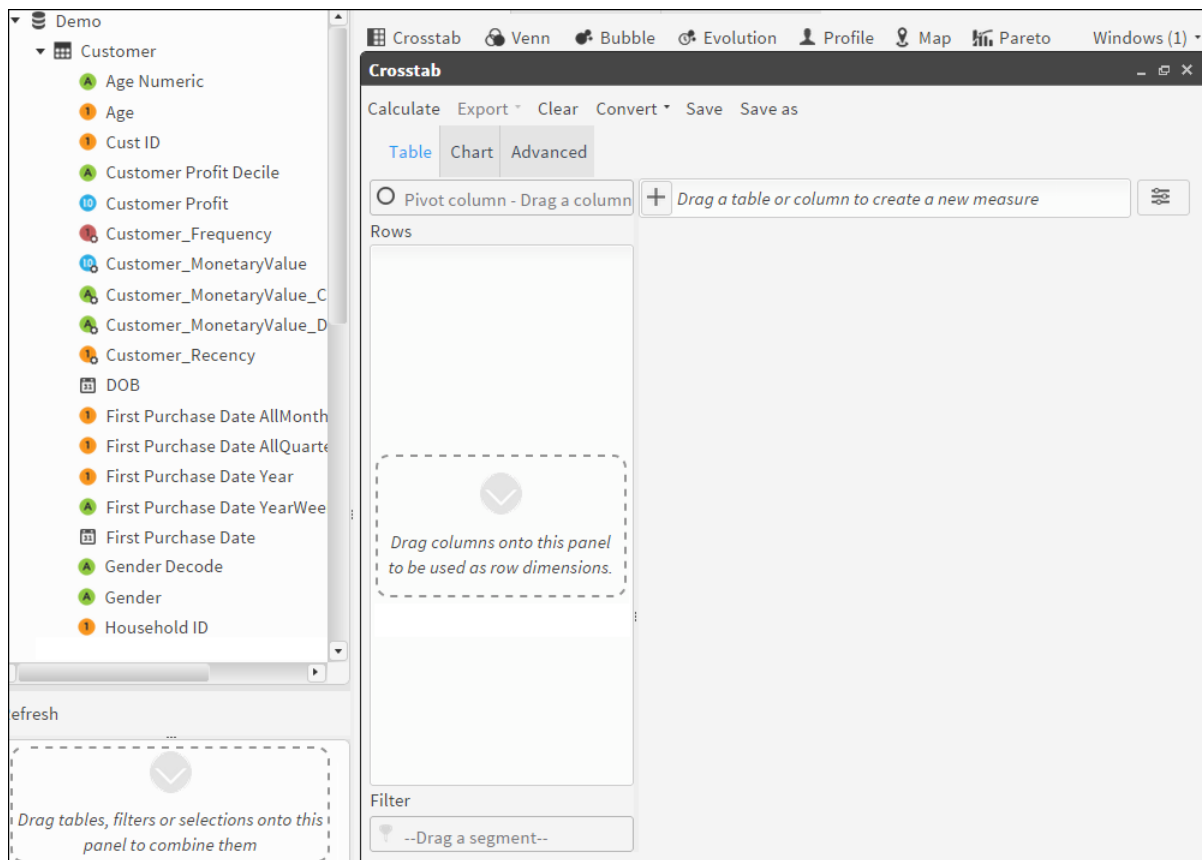 Demo
Customer
Age Numeric
Age
Cust ID
Customer Profit Decile
Customer Profit
Customer_Frequency
Customer_MonetaryValue
Customer_MonetaryValue_C
Customer_MonetaryValue_D
Customer_Recency
DOB
First Purchase Date AllMonth
First Purchase Date AllQuarte
First Purchase Date Year
First Purchase Date YearWee
First Purchase Date
Gender Decode
Gender
Household ID
efresh
Drag tables, filters or selections onto this
panel to combine them
Crosstab Venn Bubble Evolution Profile Map Pareto Windows (1)
Crosstab
Calculate Export Clear Convert Save Save as
Table Chart Advanced
Pivot column - Drag a column
Drag a table or column to create a new measure
Rows
Drag columns onto this panel
to be used as row dimensions.
Filter
--Drag a segment--